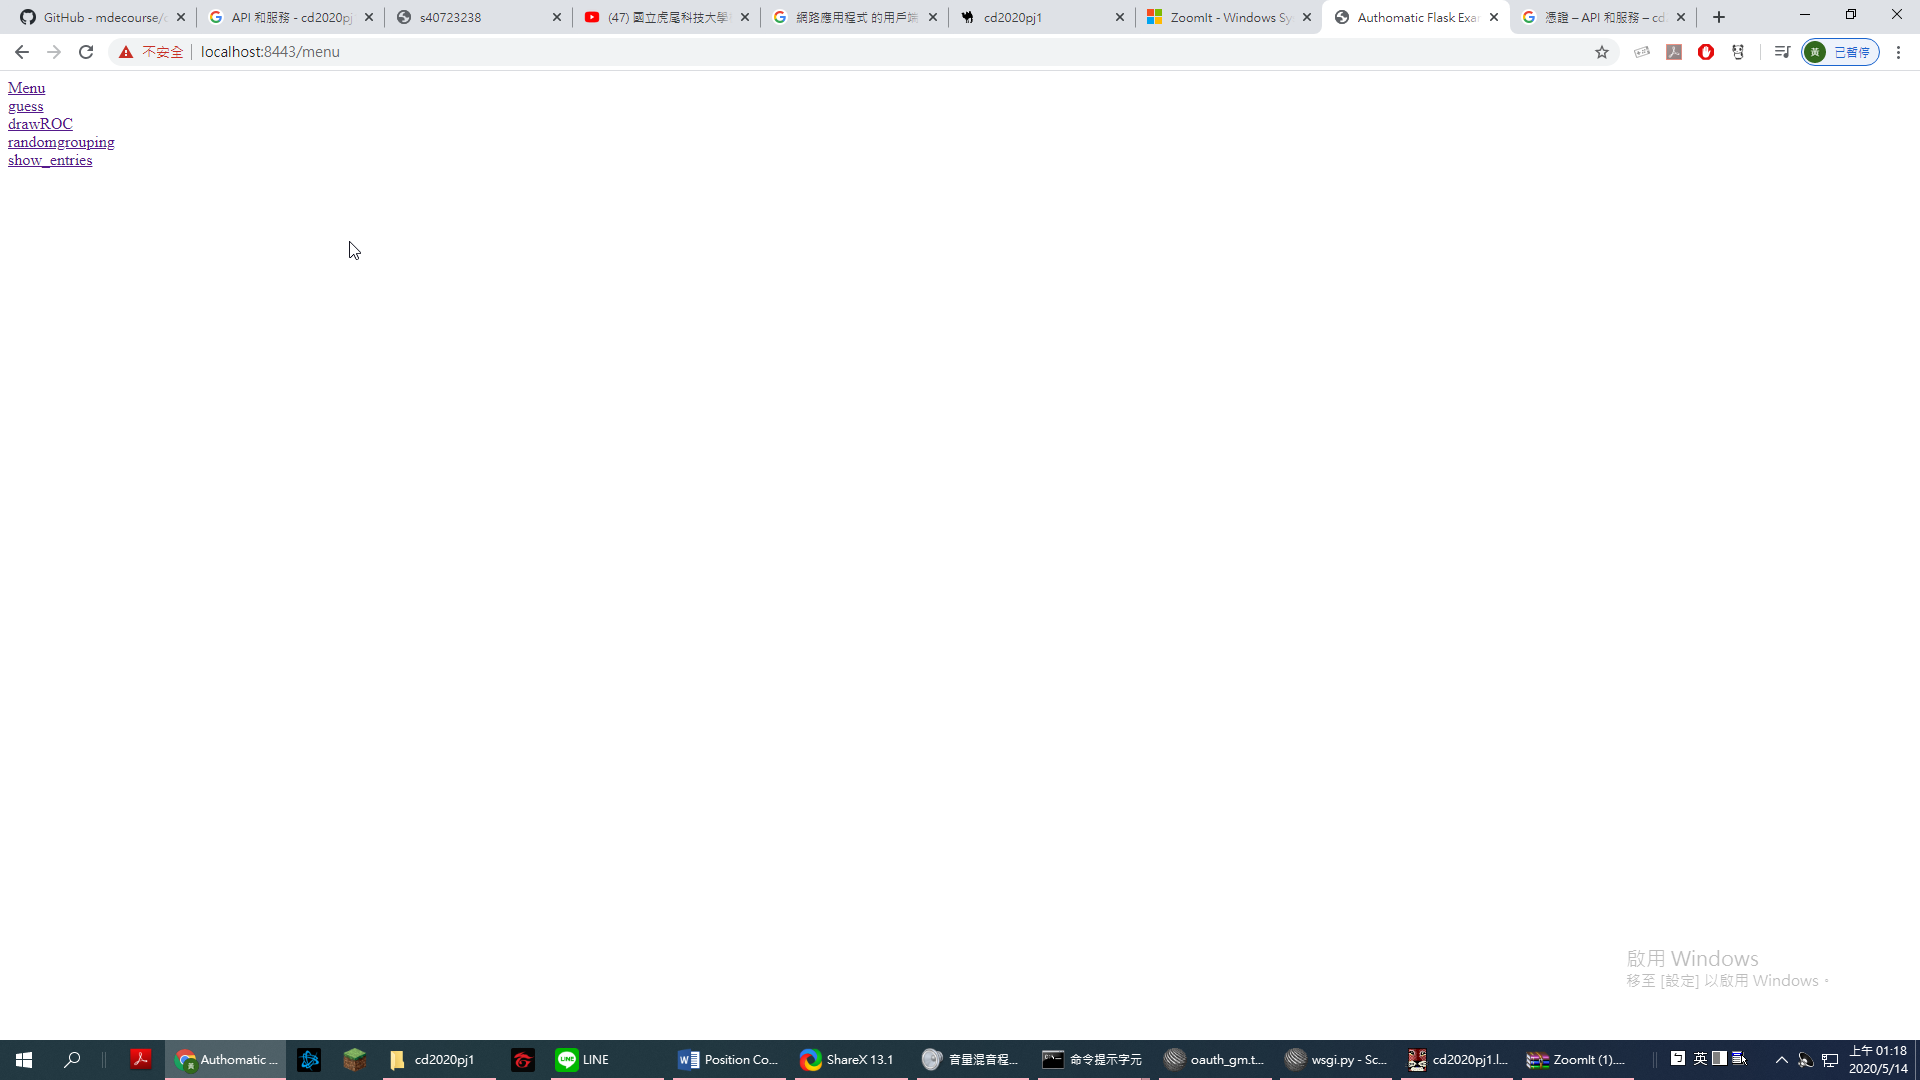 GitHub - mdecourse/c
API 和服務 - cd2020pj
s40723238
(47) 國立虎尾科技大學
網路應用程式 的用戶端
cd2020pj1
ZoomIt - Windows Sy
Authomatic Flask Exa
憑證 – API 和服務 – cd
不安全
localhost:8443/menu
黃
已暫停
Menu
guess
drawROC
randomgrouping
show_entries
啟用 Windows
移至 [設定] 以啟用 Windows。
Authomatic ...
黃
cd2020pj1
LINE
Position Co...
ShareX 13.1
音量混音程...
命令提示字元
oauth_gm.t...
wsgi.py - Sc...
cd2020pj1.l...
ZoomIt (1)....
英
上午 01:18
2020/5/14